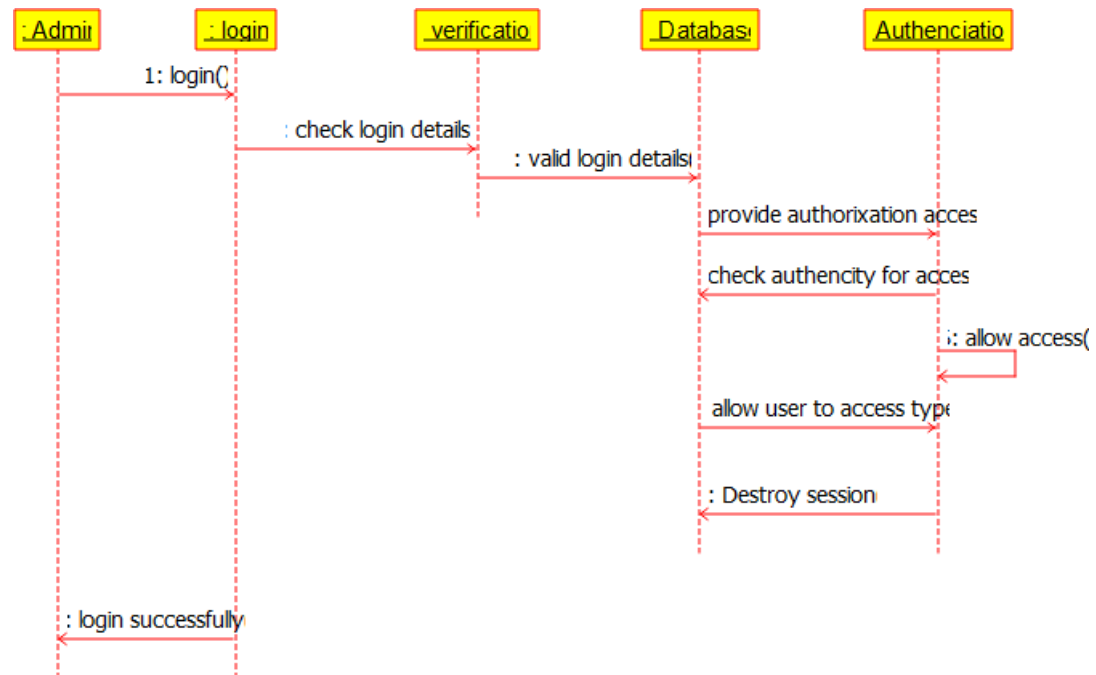 : Admin
: login
verificatio
Databas
Authenciatio
1: login()
: check login details
: valid login details(
provide authorixation acces
check authencity for acces
: allow access(
allow user to access type
: Destroy session(
: login successfully(